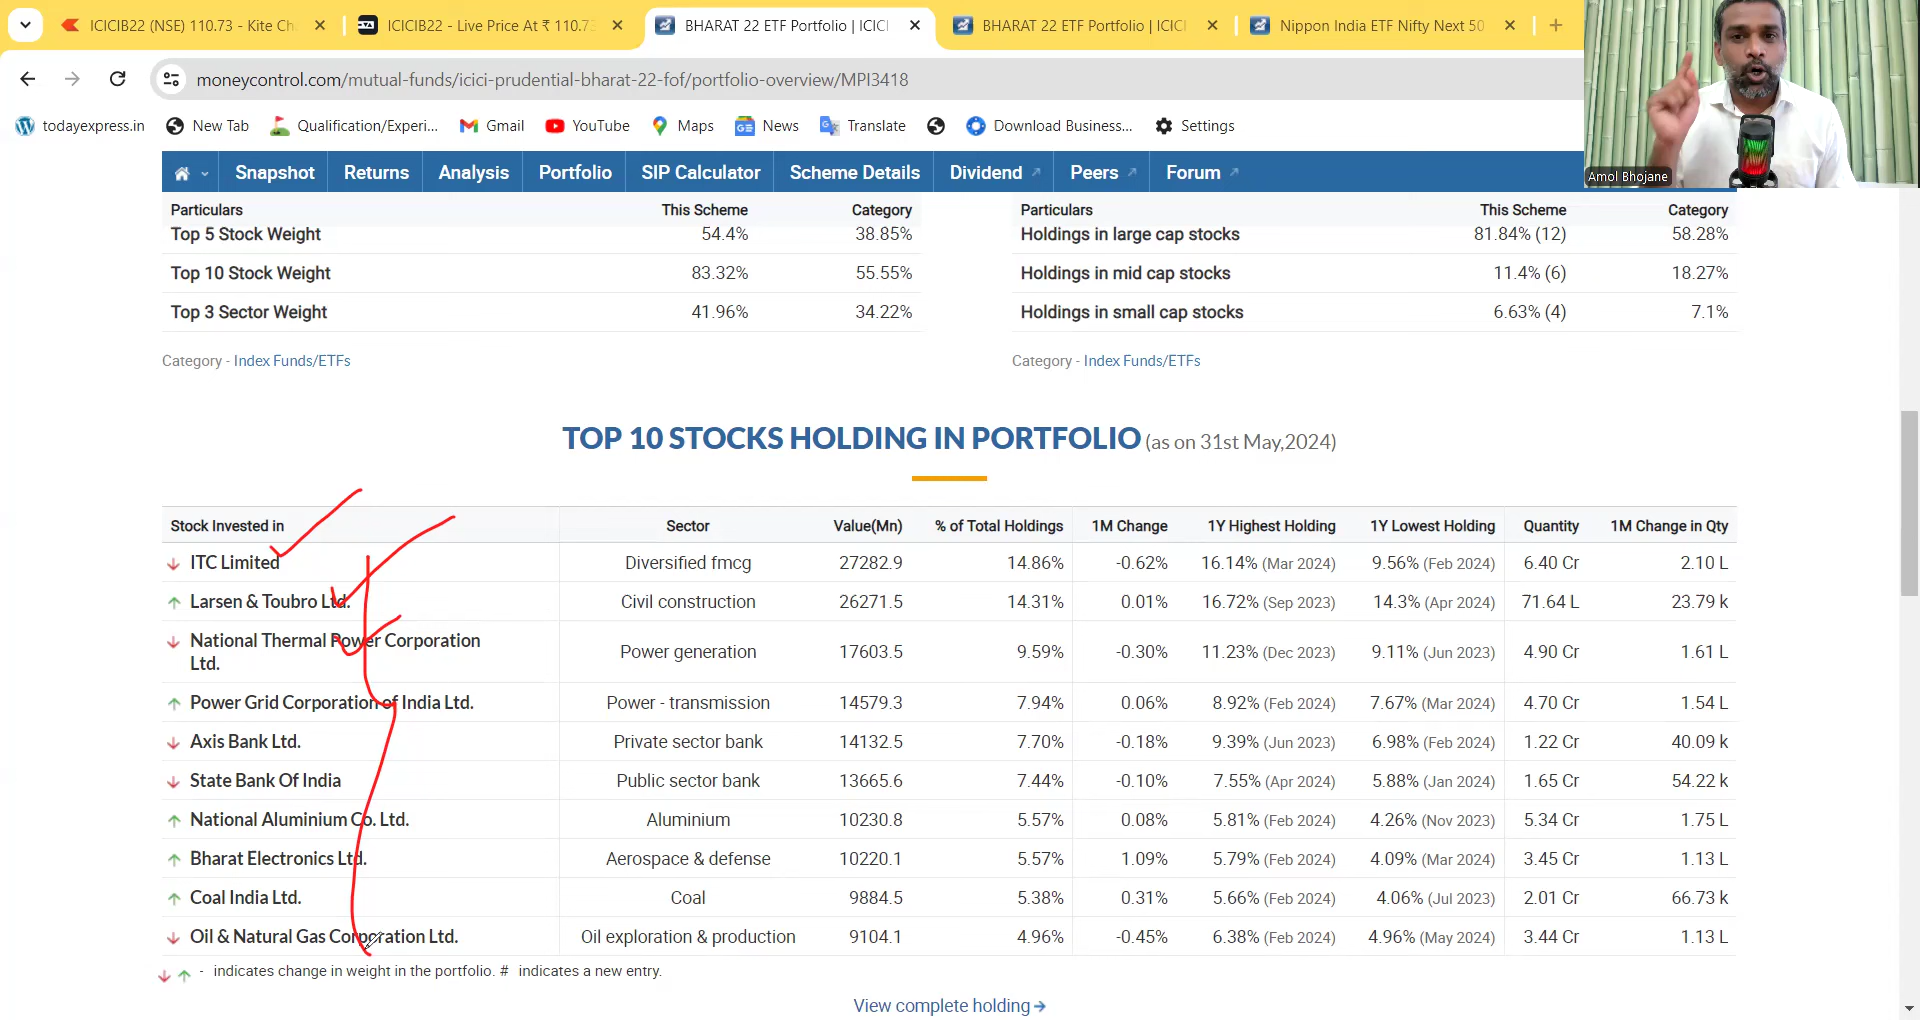 ICICIB22 (NSE) 110.73 - Kite Ch
ICICIB22 - Live Price At ₹ 110.73
BHARAT 22 ETF Portfolio | ICICI
BHARAT 22 ETF Portfolio | ICICI
Nippon India ETF Nifty Next 50
moneycontrol.com/mutual-funds/icici-prudential-bharat-22-fof/portfolio-overview/MPI3418
todayexpress.in New Tab Qualification/Experi... Gmail YouTube Maps News Translate Download Business... Settings
Amol Bhojane
Snapshot Returns Analysis Portfolio SIP Calculator Scheme Details Dividend Peers Forum
Particulars This Scheme Category
Top 5 Stock Weight 54.4% 38.85%
Top 10 Stock Weight 83.32% 55.55%
Top 3 Sector Weight 41.96% 34.22%
Category - Index Funds/ETFs
Particulars This Scheme Category
Holdings in large cap stocks 81.84% (12) 58.28%
Holdings in mid cap stocks 11.4% (6) 18.27%
Holdings in small cap stocks 6.63% (4) 7.1%
Category - Index Funds/ETFs
TOP 10 STOCKS HOLDING IN PORTFOLIO (as on 31st May,2024)
Stock Invested in Sector Value(Mn) % of Total Holdings 1M Change 1Y Highest Holding 1Y Lowest Holding Quantity 1M Change in Qty
ITC Limited Diversified fmcg 27282.9 14.86% -0.62% 16.14% (Mar 2024) 9.56% (Feb 2024) 6.40 Cr 2.10 L
Larsen & Toubro Ltd. Civil construction 26271.5 14.31% 0.01% 16.72% (Sep 2023) 14.3% (Apr 2024) 71.64 L 23.79 k
National Thermal Power Corporation
Ltd. Power generation 17603.5 9.59% -0.30% 11.23% (Dec 2023) 9.11% (Jun 2023) 4.90 Cr 1.61 L
Power Grid Corporation of India Ltd. Power - transmission 14579.3 7.94% 0.06% 8.92% (Feb 2024) 7.67% (Mar 2024) 4.70 Cr 1.54 L
Axis Bank Ltd. Private sector bank 14132.5 7.70% -0.18% 9.39% (Jun 2023) 6.98% (Feb 2024) 1.22 Cr 40.09 k
State Bank Of India Public sector bank 13665.6 7.44% -0.10% 7.55% (Apr 2024) 5.88% (Jan 2024) 1.65 Cr 54.22 k
National Aluminium Co. Ltd. Aluminium 10230.8 5.57% 0.08% 5.81% (Feb 2024) 4.26% (Nov 2023) 5.34 Cr 1.75 L
Bharat Electronics Ltd. Aerospace & defense 10220.1 5.57% 1.09% 5.79% (Feb 2024) 4.09% (Mar 2024) 3.45 Cr 1.13 L
Coal India Ltd. Coal 9884.5 5.38% 0.31% 5.66% (Feb 2024) 4.06% (Jul 2023) 2.01 Cr 66.73 k
Oil & Natural Gas Corporation Ltd. Oil exploration & production 9104.1 4.96% -0.45% 6.38% (Feb 2024) 4.96% (May 2024) 3.44 Cr 1.13 L
- indicates change in weight in the portfolio. # indicates a new entry.
View complete holding